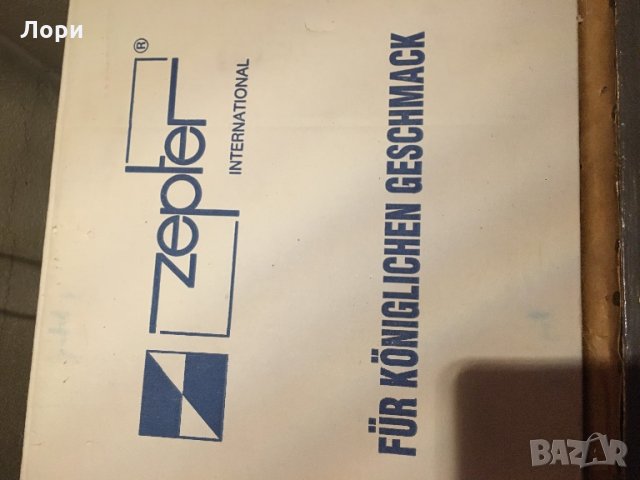 Лори
zepter®
INTERNATIONAL
FÜR KÖNIGLICHEN GESCHMACK
BAZAR